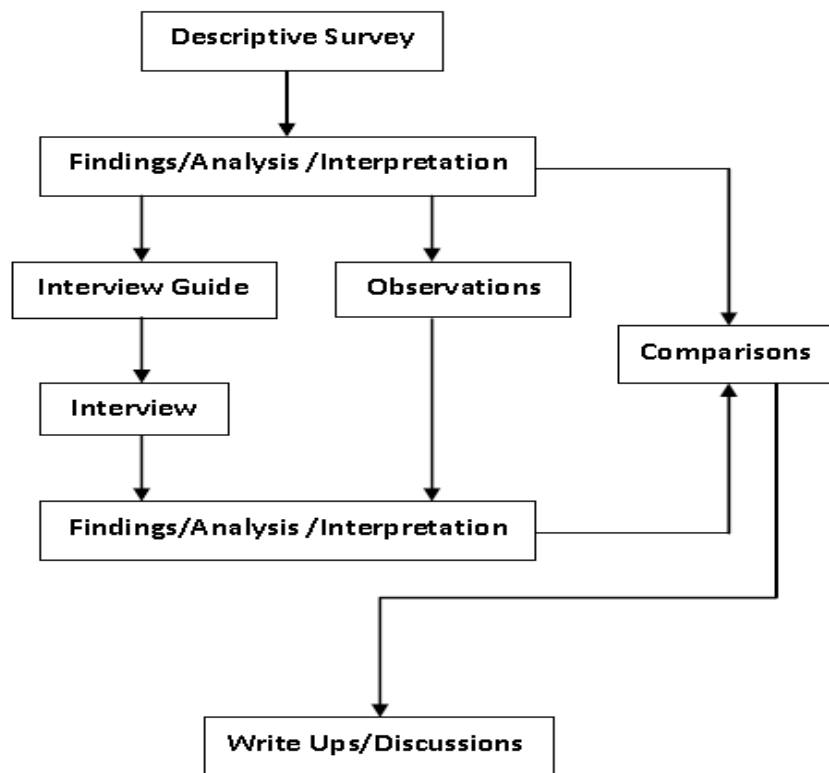 Descriptive Survey
Findings/Analysis /Interpretation
Interview Guide
Observations
Comparisons
Interview
Findings/Analysis /Interpretation
Write Ups/Discussions